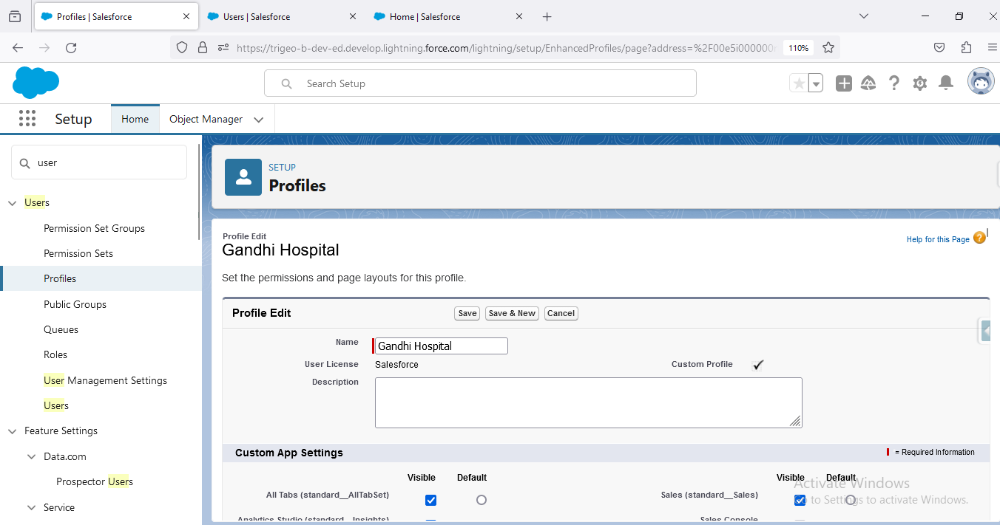 Profiles | Salesforce
Users | Salesforce
Home | Salesforce
https://trigeo-b-dev-ed.develop.lightning.force.com/lightning/setup/EnhancedProfiles/page?address=%2F00e5i000000
110%
Search Setup
Setup
Home
Object Manager
user
Users
Permission Set Groups
Permission Sets
Profiles
Public Groups
Queues
Roles
User Management Settings
Users
Feature Settings
Data.com
Prospector Users
Service
SETUP
Profiles
Profile Edit
Gandhi Hospital
Help for this Page ?
Set the permissions and page layouts for this profile.
Profile Edit
Save
Save & New
Cancel
Name
Gandhi Hospital
User License
Salesforce
Custom Profile
Description
Custom App Settings
= Required Information
Visible
Default
Visible
Default
All Tabs (standard__AllTabSet)
Sales (standard__Sales)
Analytics Studio (standard__Insights)
Sales Console
Activate Windows
Go to Settings to activate Windows.